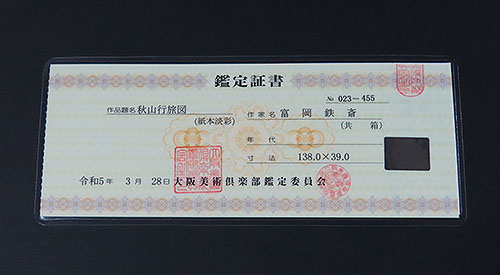 鑑定証書
№ 023-455
作品題名 秋山行旅図
(紙本淡彩)
作家名 富岡鉄斎
(共箱)
年代
寸法 138.0×39.0
令和5年 3月 28日 大阪美術倶楽部鑑定委員会